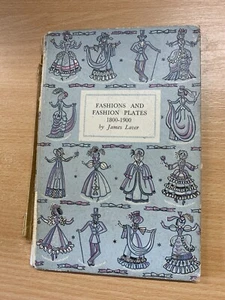 FASHIONS AND
FASHION PLATES
1800-1900
by James Laver